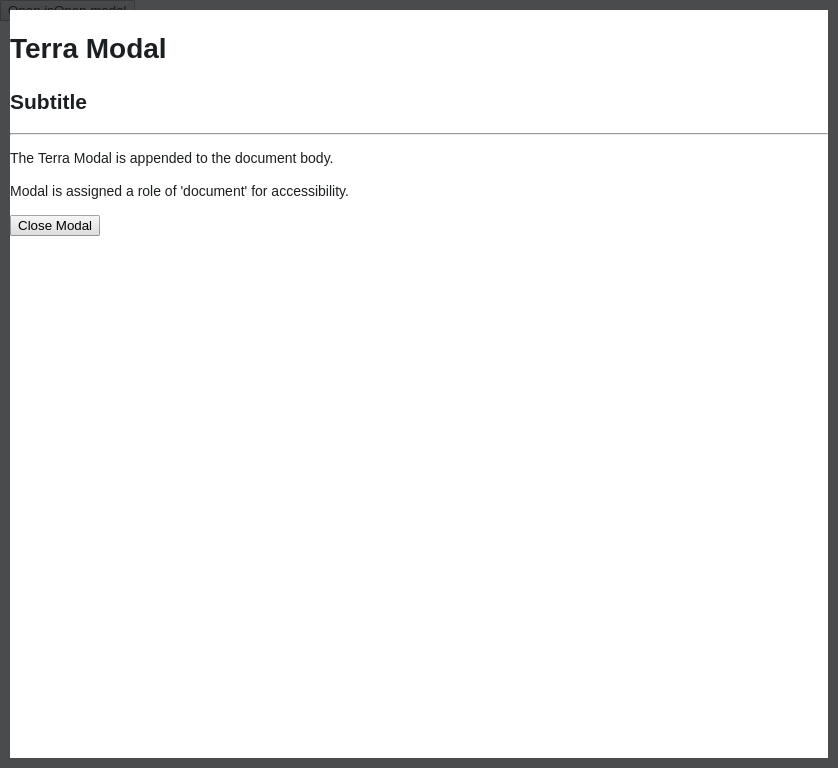 Open isOpen modal
Terra Modal
Subtitle
The Terra Modal is appended to the document body.
Modal is assigned a role of 'document' for accessibility.
Close Modal